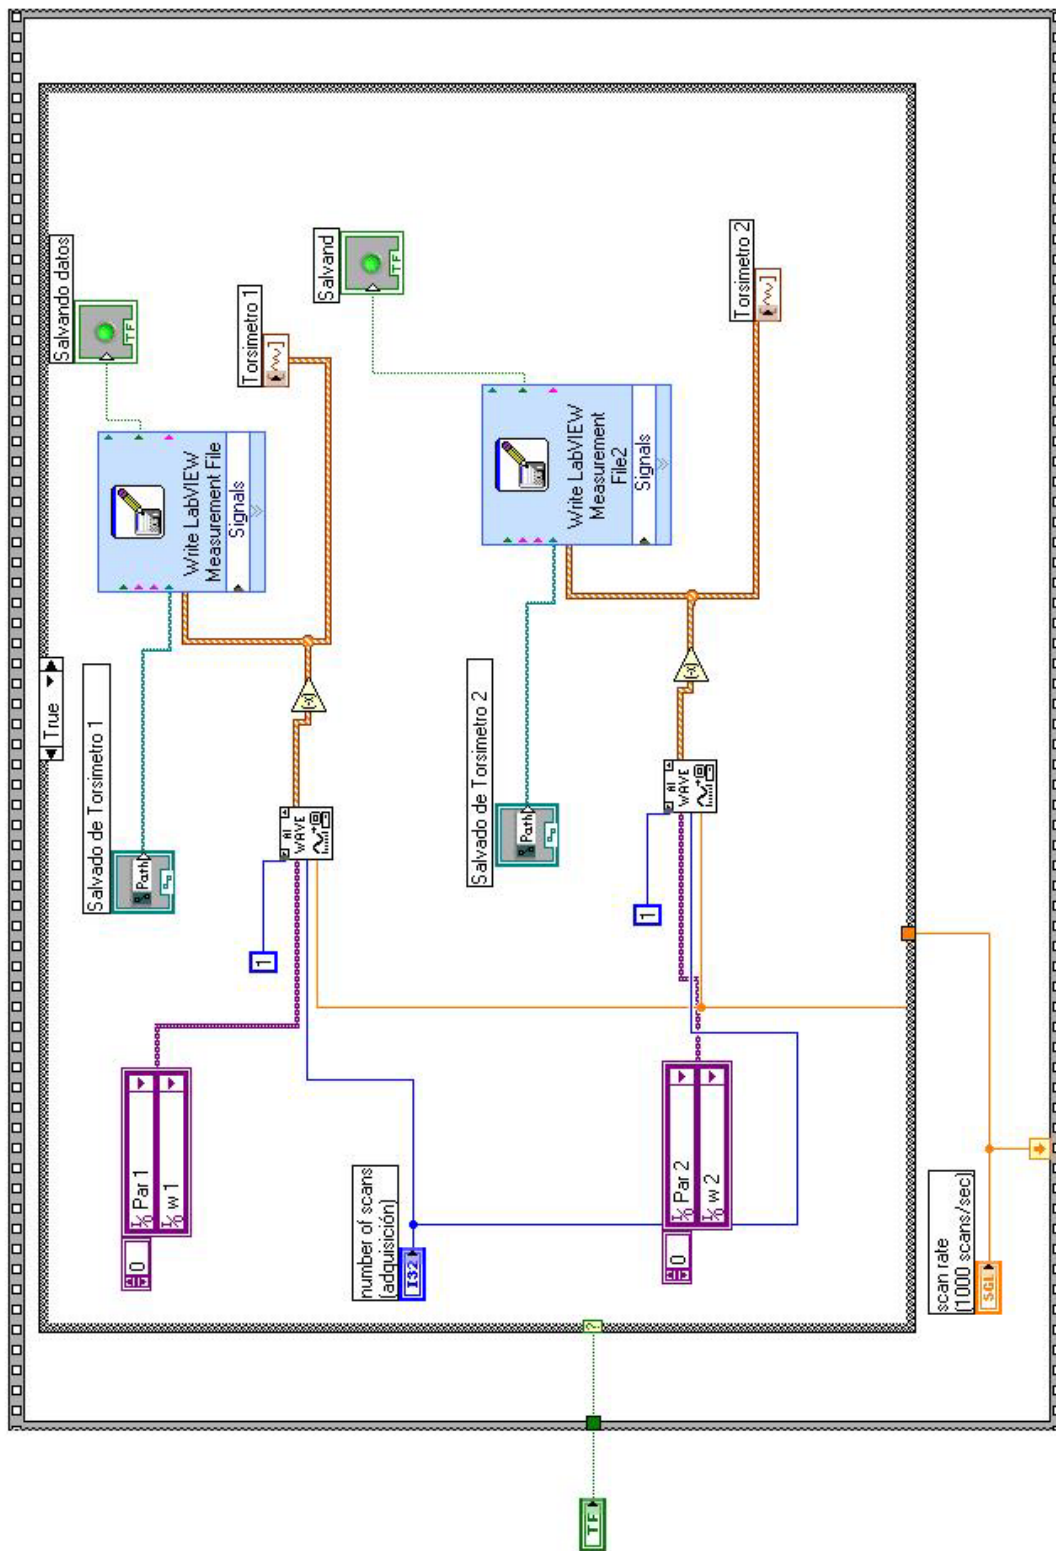 True
Salvado de Torsimetro 1
Path
Write LabVIEW
Measurement File
Signals
Salvando datos
TF
0
Par 1
w 1
1
AI
WAVE
Torsimetro 1
number of scans
(adquisición)
I32
Salvado de Torsimetro 2
Path
Write LabVIEW
Measurement
File2
Signals
Salvand
TF
0
Par 2
w 2
1
AI
WAVE
Torsimetro 2
TF
?
scan rate
(1000 scans/sec)
SGL